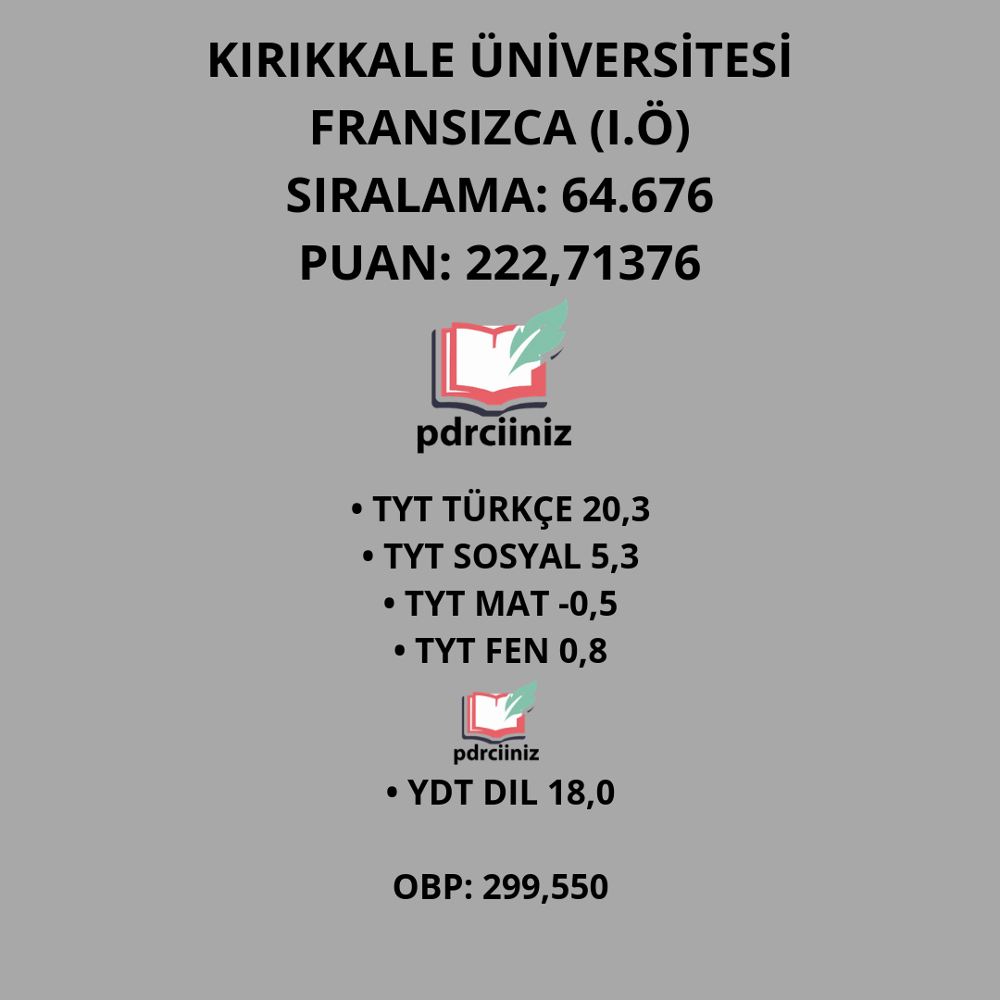 KIRIKKALE ÜNİVERSİTESİ
FRANSIZCA (I.Ö)
SIRALAMA: 64.676
PUAN: 222,71376
pdrciiniz
• TYT TÜRKÇE 20,3
• TYT SOSYAL 5,3
• TYT MAT -0,5
• TYT FEN 0,8
pdrciiniz
• YDT DIL 18,0
OBP: 299,550